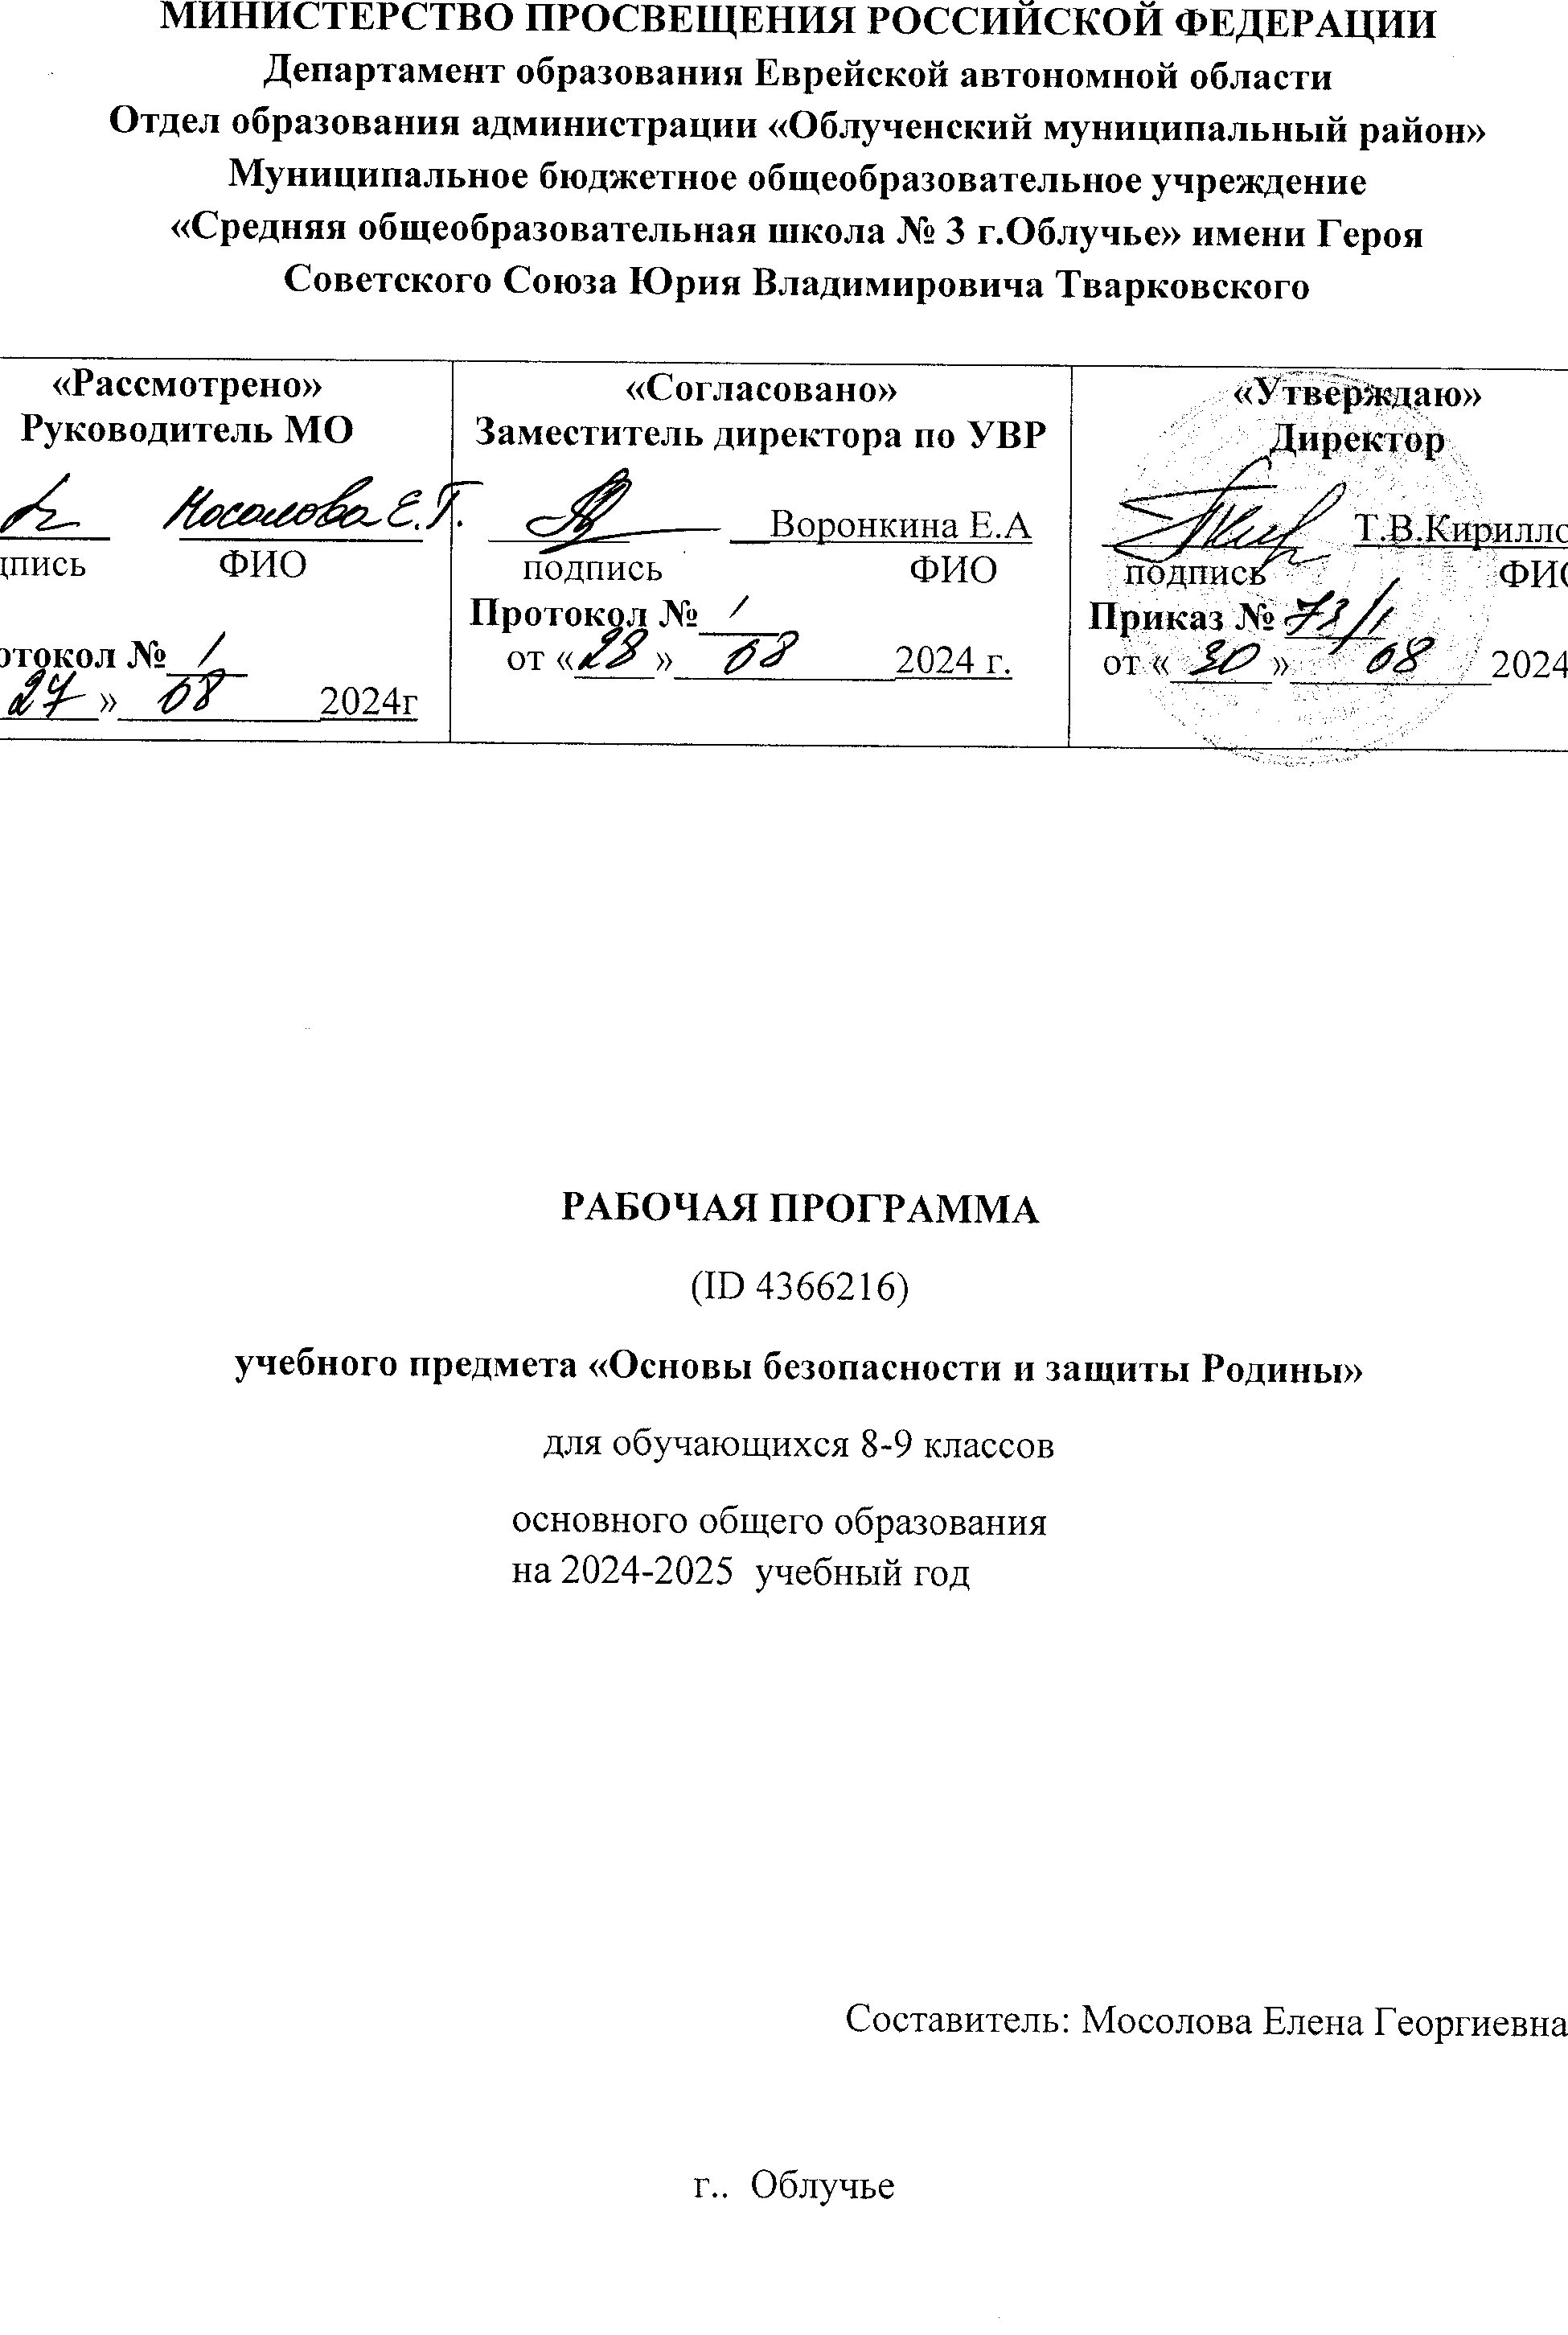 МИНИСТЕРСТВО ПРОСВЕЩЕНИЯ РОССИЙСКОЙ ФЕДЕРАЦИИ
Департамент образования Еврейской автономной области
Отдел образования администрации «Облученский муниципальный район»
Муниципальное бюджетное общеобразовательное учреждение
«Средняя общеобразовательная школа № 3 г.Облучье» имени Героя
Советского Союза Юрия Владимировича Тварковского
«Рассмотрено»
Руководитель МО
Мосолова Е.Г.
дпись ФИО
отокол № 1
27 » 08 2024г
«Согласовано»
Заместитель директора по УВР
Воронкина Е.А
подпись ФИО
Протокол № 1
от «28» 08 2024 г.
«Утверждаю»
Директор
Т.В.Кирилло
подпись ФИО
Приказ № 73/1
от « 30 » 08 2024
РАБОЧАЯ ПРОГРАММА
(ID 4366216)
учебного предмета «Основы безопасности и защиты Родины»
для обучающихся 8-9 классов
основного общего образования
на 2024-2025 учебный год
Составитель: Мосолова Елена Георгиевна
г.. Облучье